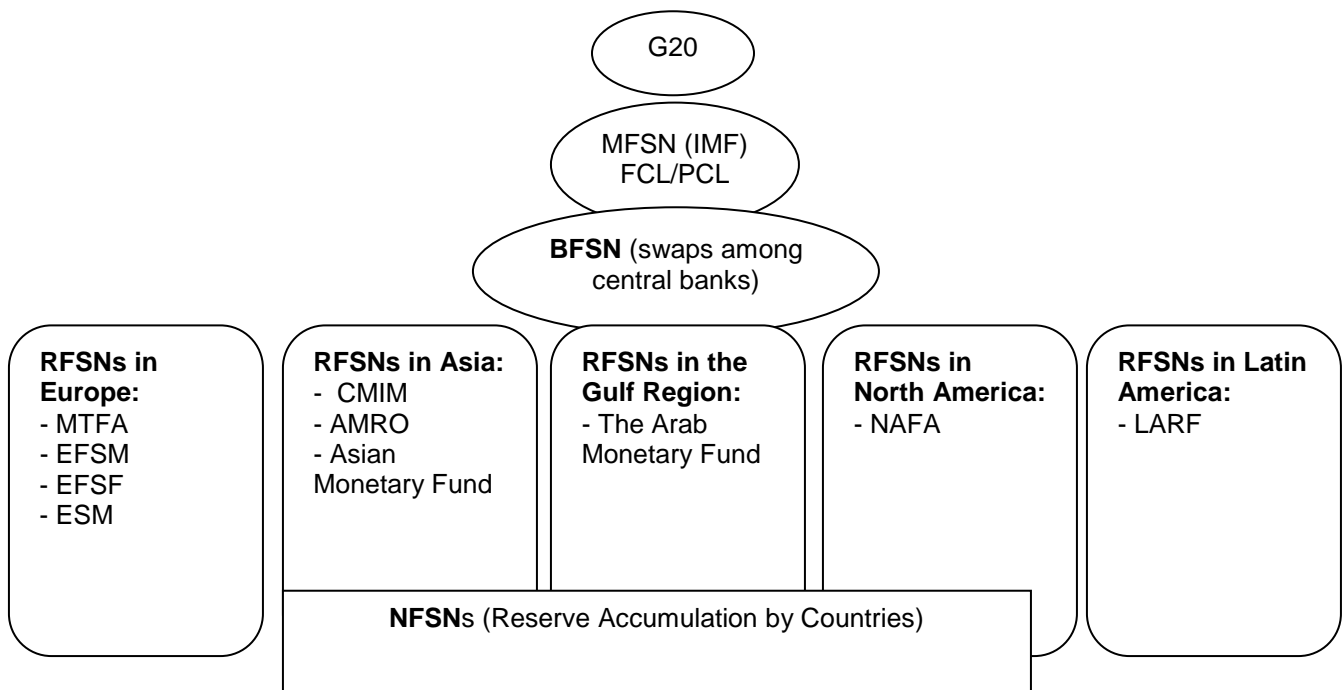 G20
MFSN (IMF)
FCL/PCL
BFSN (swaps among
central banks)
RFSNs in
Europe:
- MTFA
- EFSM
- EFSF
- ESM
RFSNs in Asia:
- CMIM
- AMRO
- Asian
Monetary Fund
RFSNs in the
Gulf Region:
- The Arab
Monetary Fund
RFSNs in
North America:
- NAFA
RFSNs in Latin
America:
- LARF
NFSNs (Reserve Accumulation by Countries)